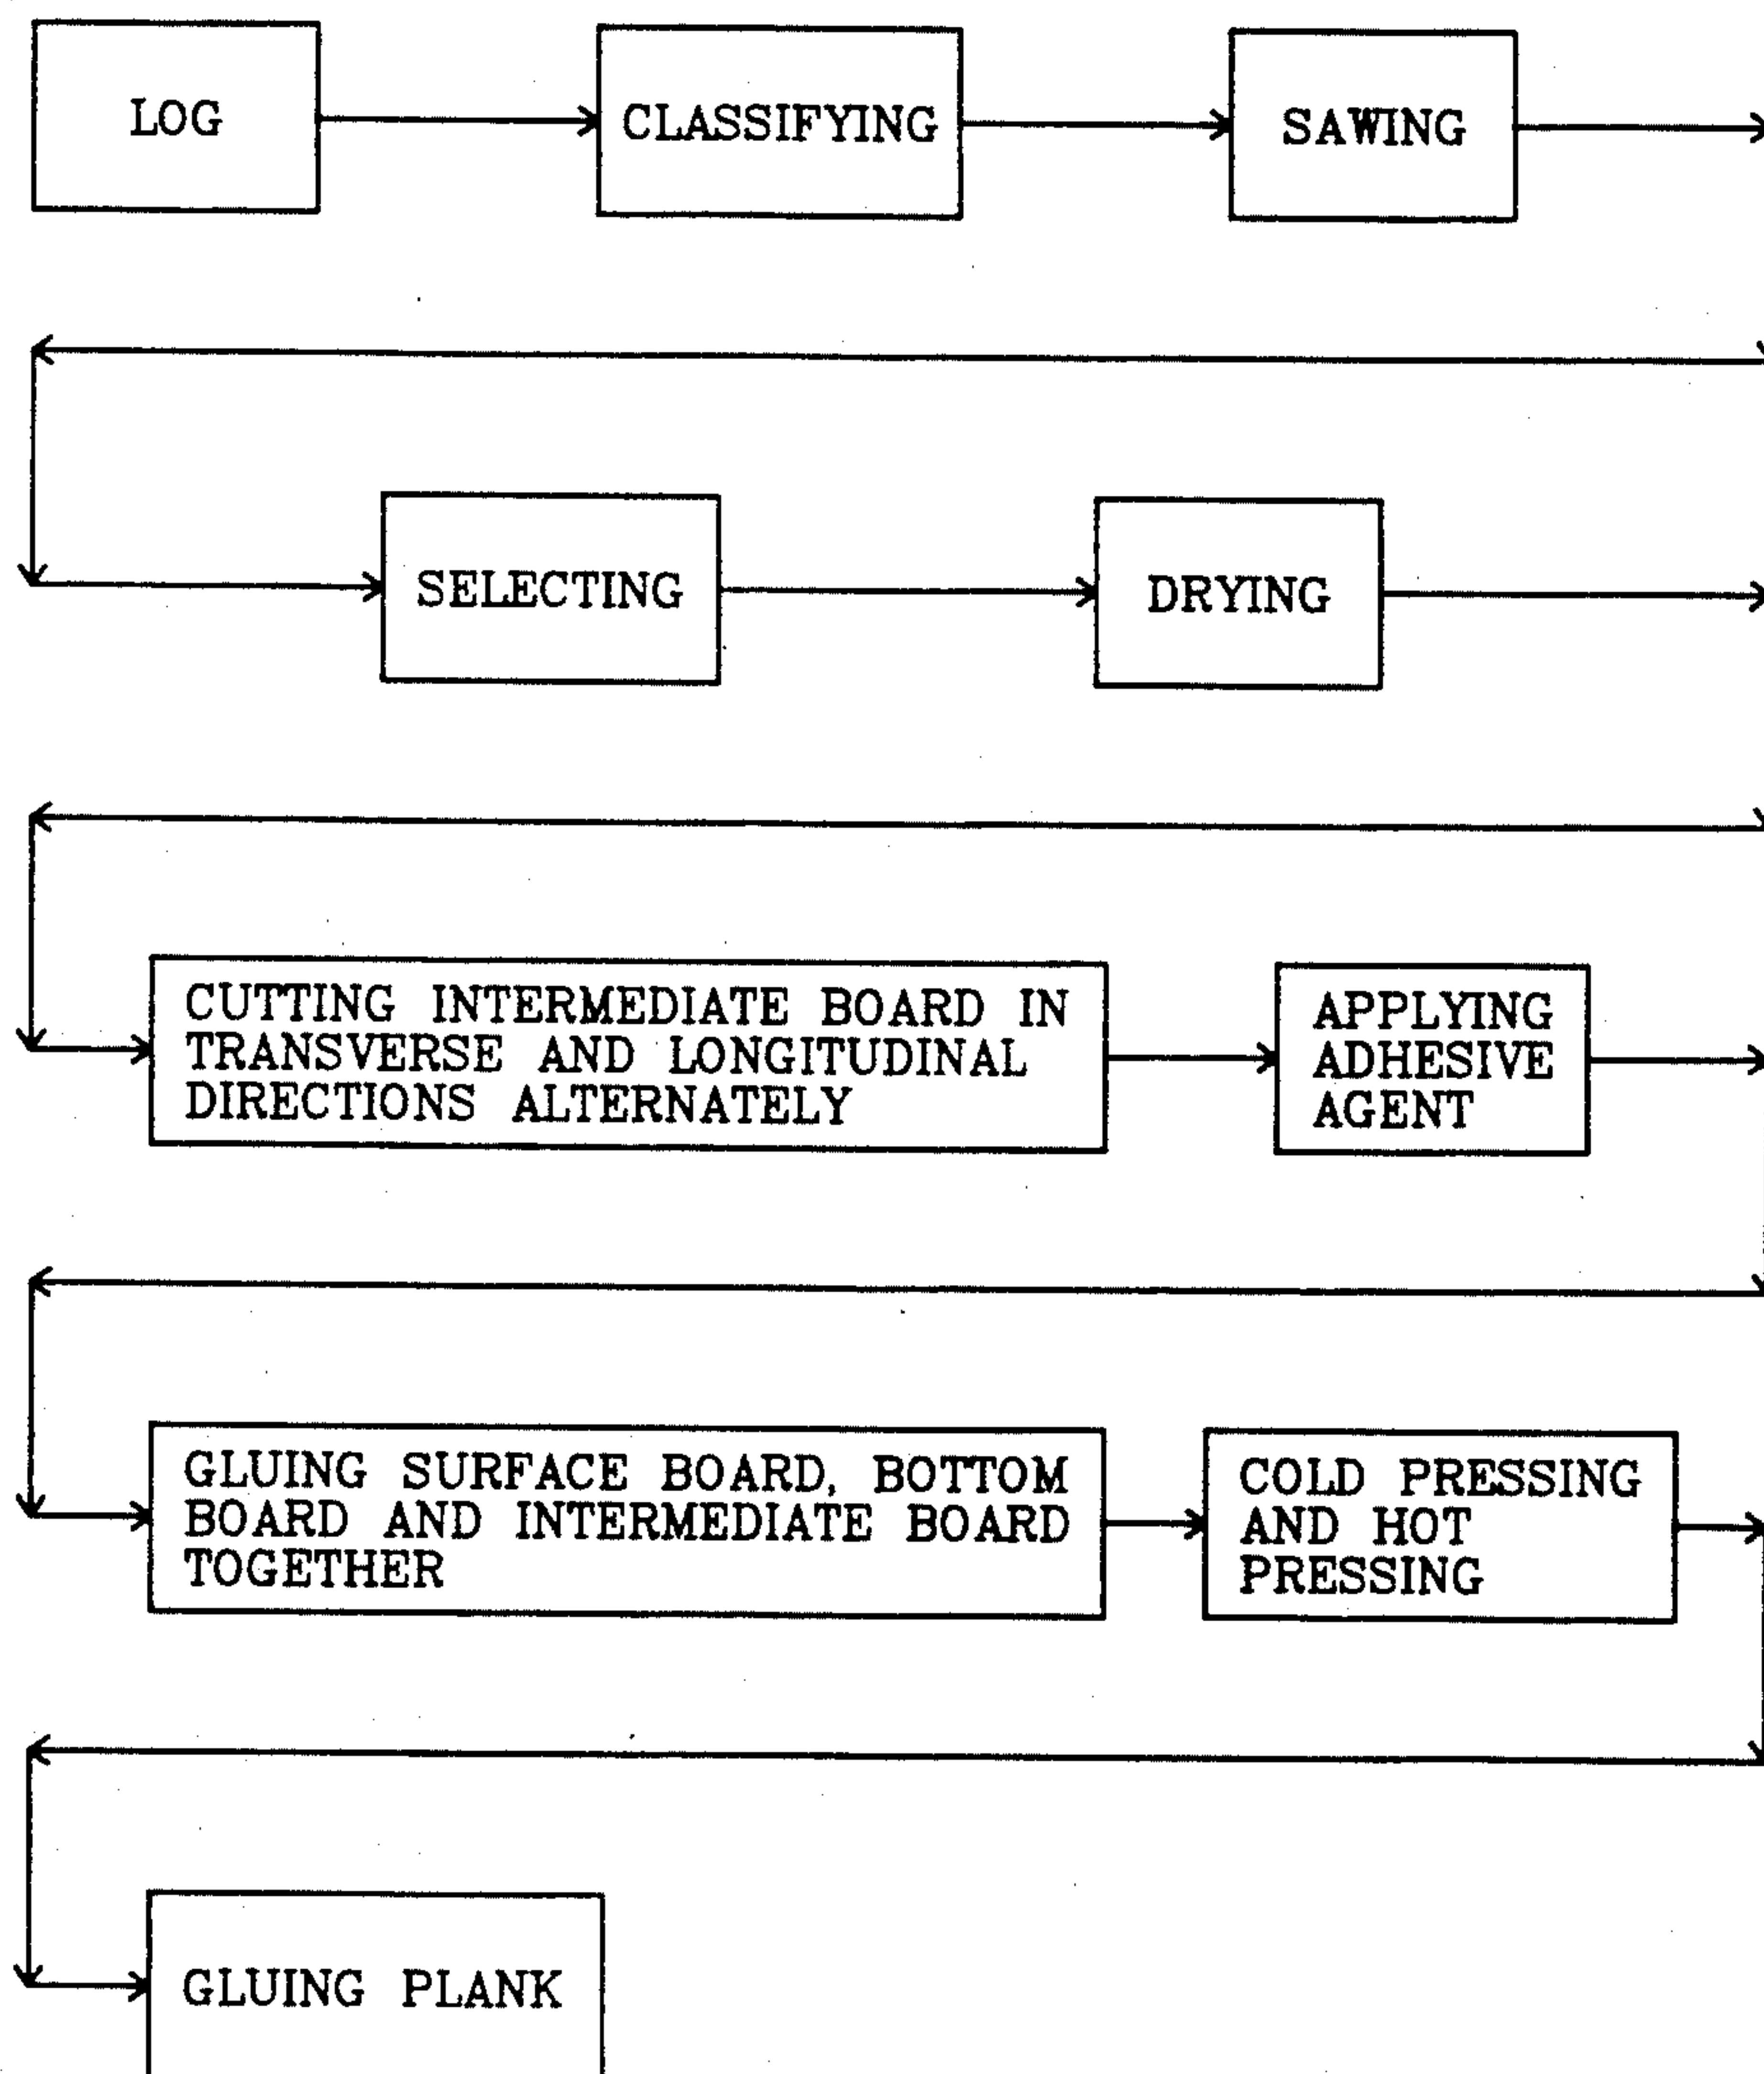 LOG
CLASSIFYING
SAWING
SELECTING
DRYING
CUTTING INTERMEDIATE BOARD IN
TRANSVERSE AND LONGITUDINAL
DIRECTIONS ALTERNATELY
APPLYING
ADHESIVE
AGENT
GLUING SURFACE BOARD, BOTTOM
BOARD AND INTERMEDIATE BOARD
TOGETHER
COLD PRESSING
AND HOT
PRESSING
GLUING PLANK